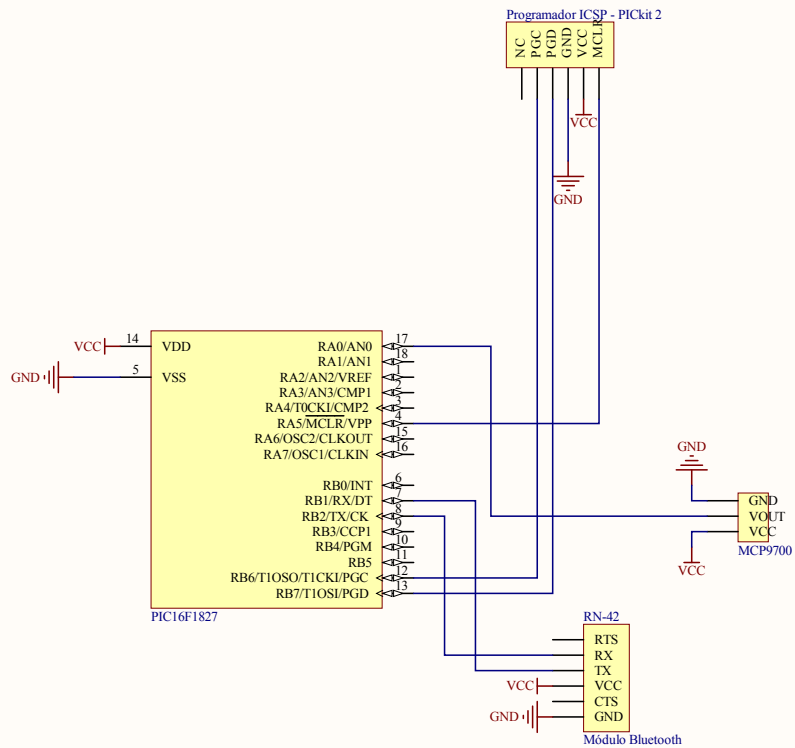 Programador ICSP - PICkit 2
NC
PGC
PGD
GND
VCC
MCLR
VCC
GND
VCC
14
VDD
GND
5
VSS
RA0/AN0
17
RA1/AN1
18
RA2/AN2/VREF
1
RA3/AN3/CMP1
2
RA4/T0CKI/CMP2
3
RA5/MCLR/VPP
4
RA6/OSC2/CLKOUT
15
RA7/OSC1/CLKIN
16
RB0/INT
6
RB1/RX/DT
7
RB2/TX/CK
8
RB3/CCP1
9
RB4/PGM
10
RB5
11
RB6/T1OSO/T1CKI/PGC
12
RB7/T1OSI/PGD
13
PIC16F1827
GND
GND
VOUT
VCC
MCP9700
VCC
RN-42
RTS
RX
TX
VCC
VCC
CTS
GND
GND
Módulo Bluetooth